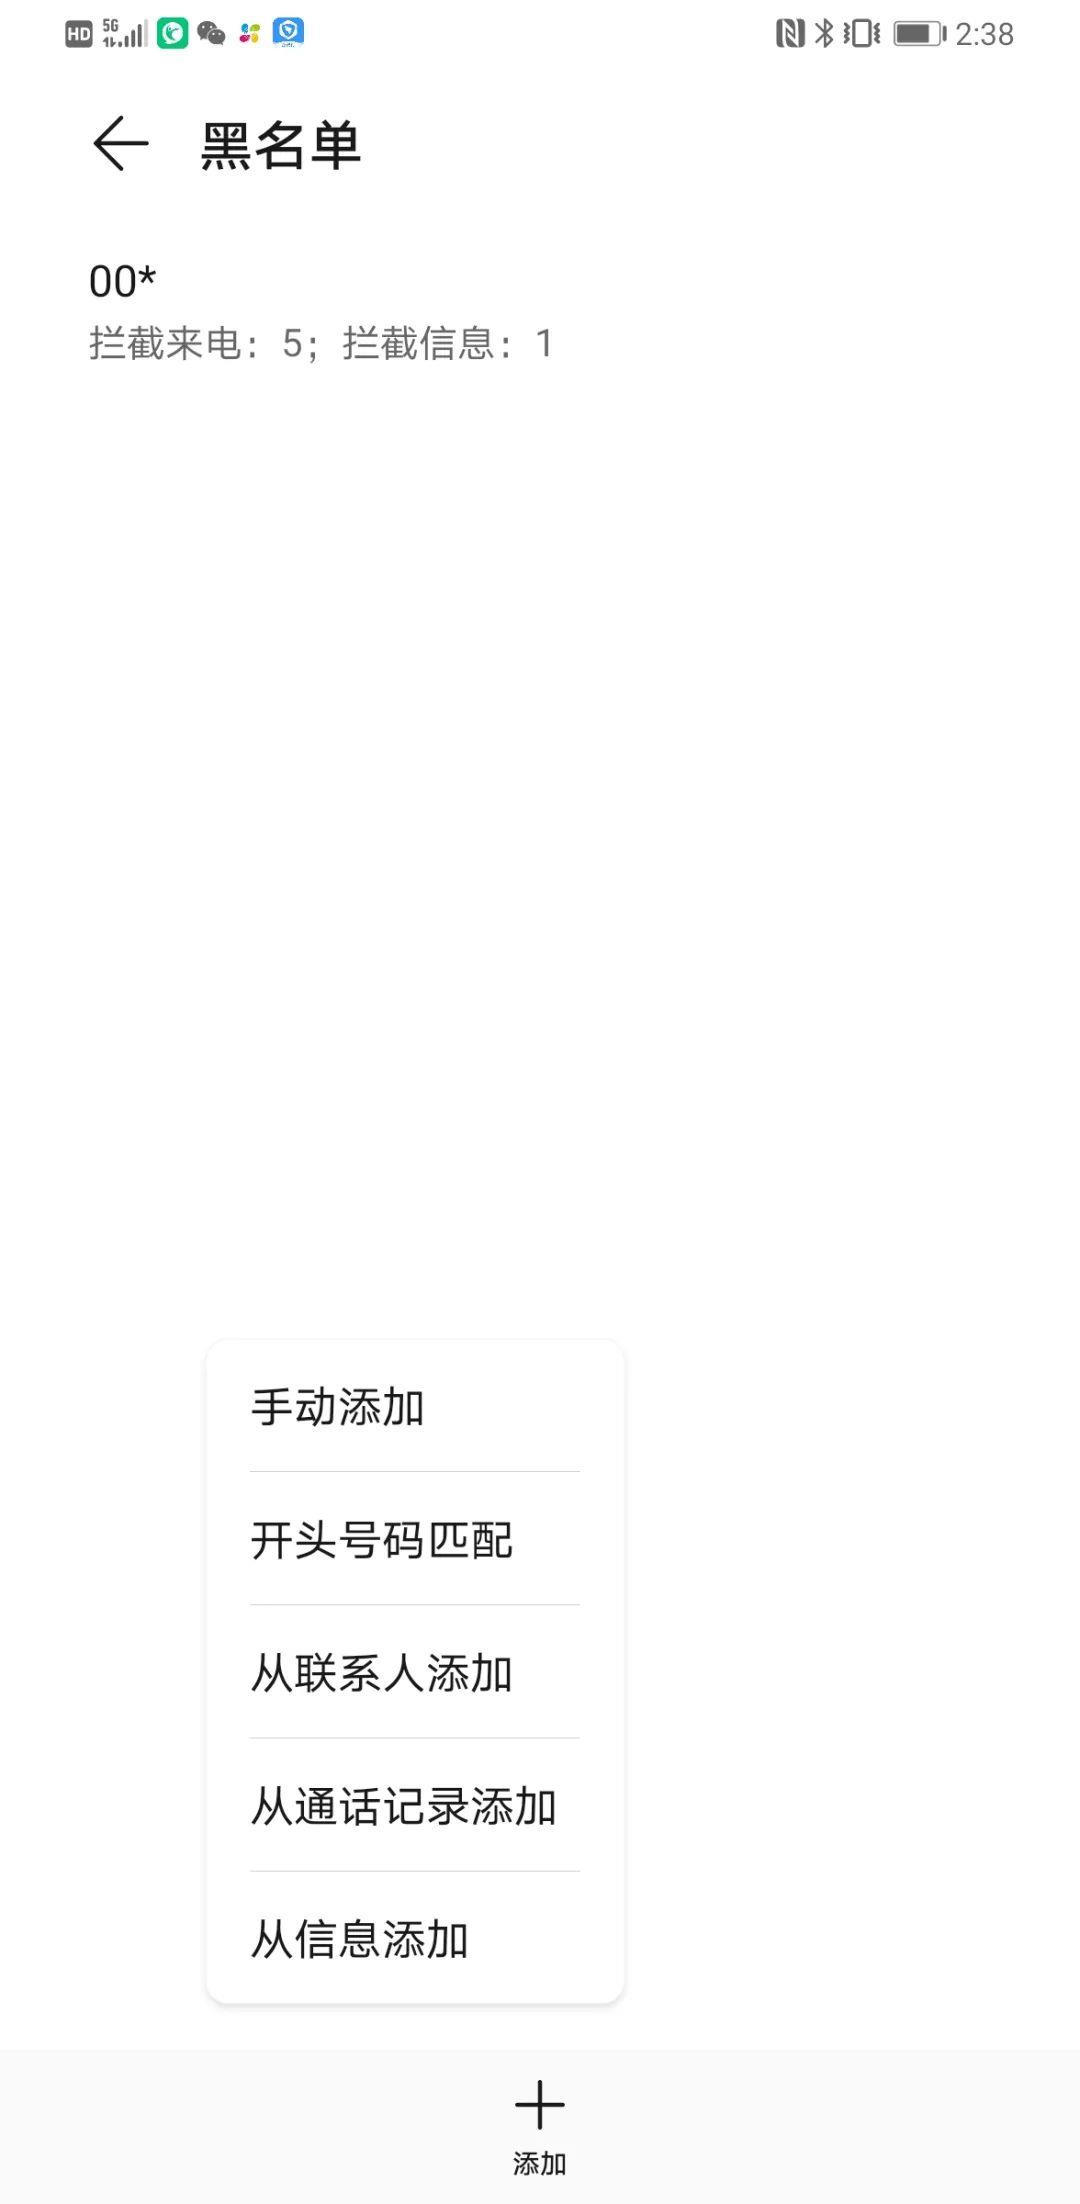 HD 5G 2:38
黑名单
00*
拦截来电：5；拦截信息：1
手动添加
开头号码匹配
从联系人添加
从通话记录添加
从信息添加
添加